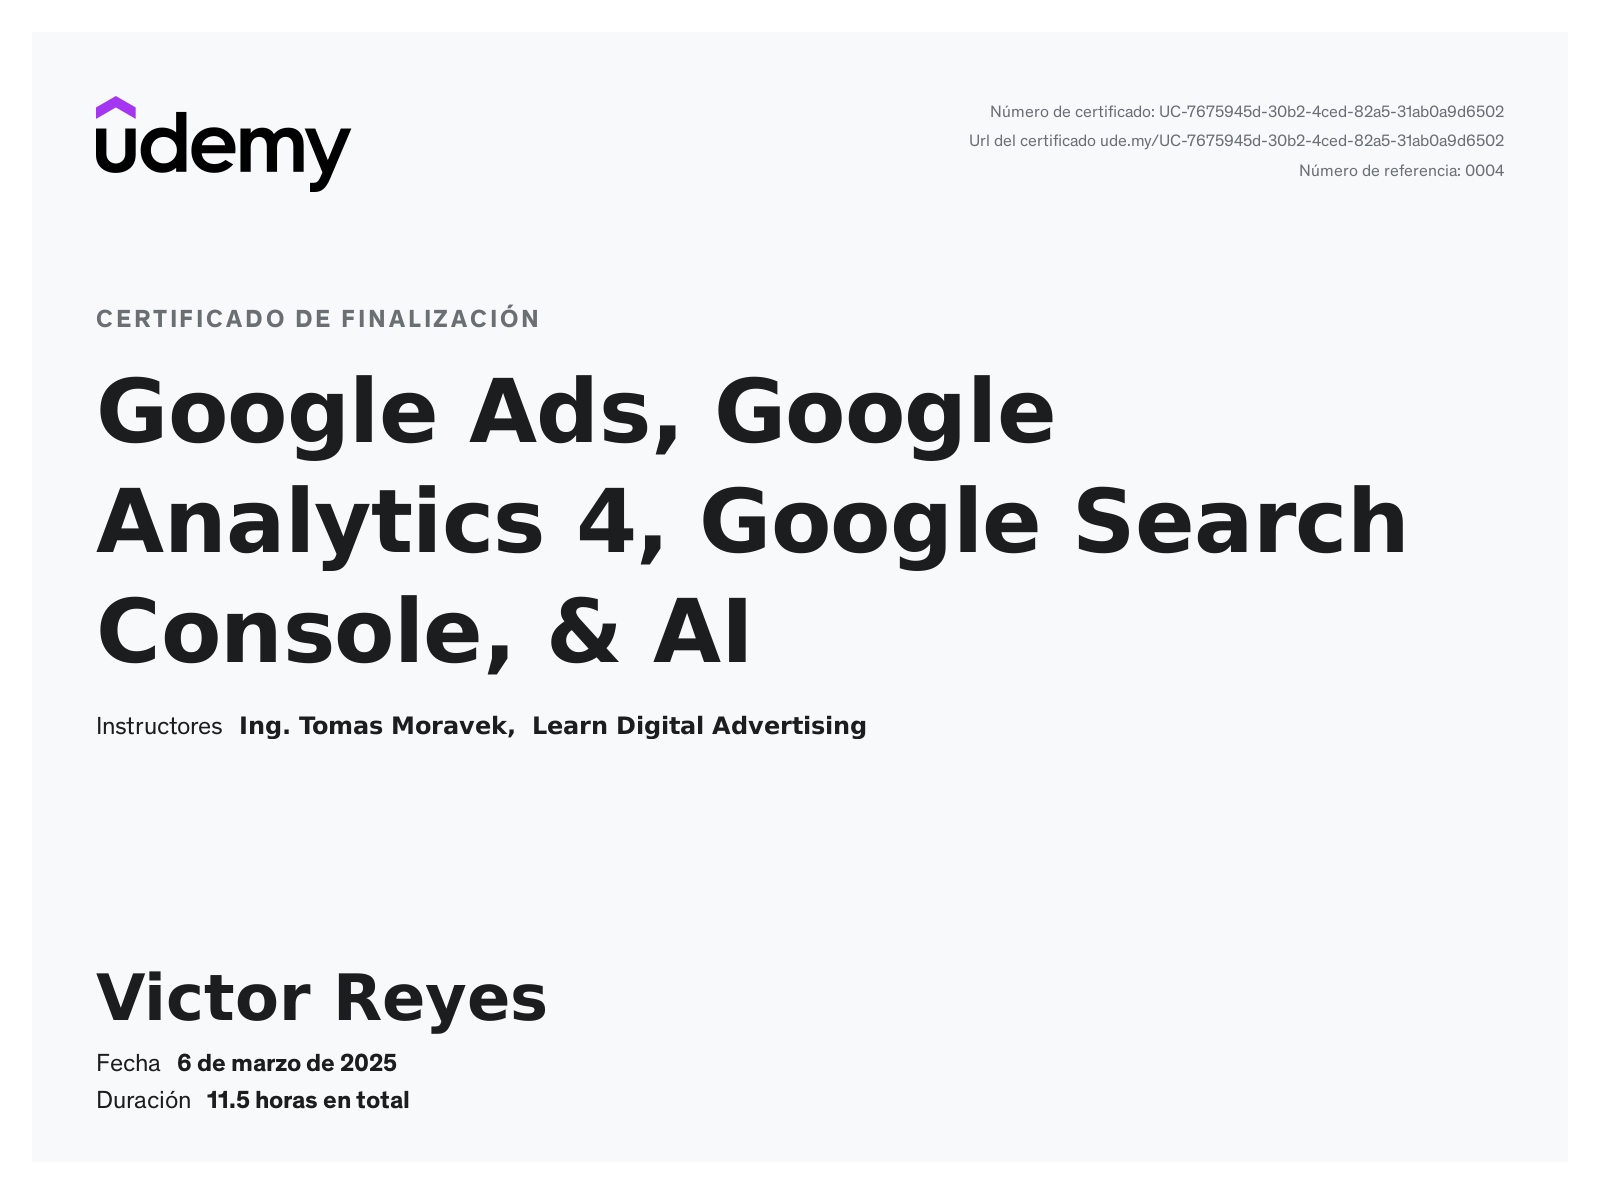 udemy
Número de certificado: UC-7675945d-30b2-4ced-82a5-31ab0a9d6502
Url del certificado ude.my/UC-7675945d-30b2-4ced-82a5-31ab0a9d6502
Número de referencia: 0004
CERTIFICADO DE FINALIZACIÓN
Google Ads, Google
Analytics 4, Google Search
Console, & AI
Instructores Ing. Tomas Moravek, Learn Digital Advertising
Victor Reyes
Fecha 6 de marzo de 2025
Duración 11.5 horas en total